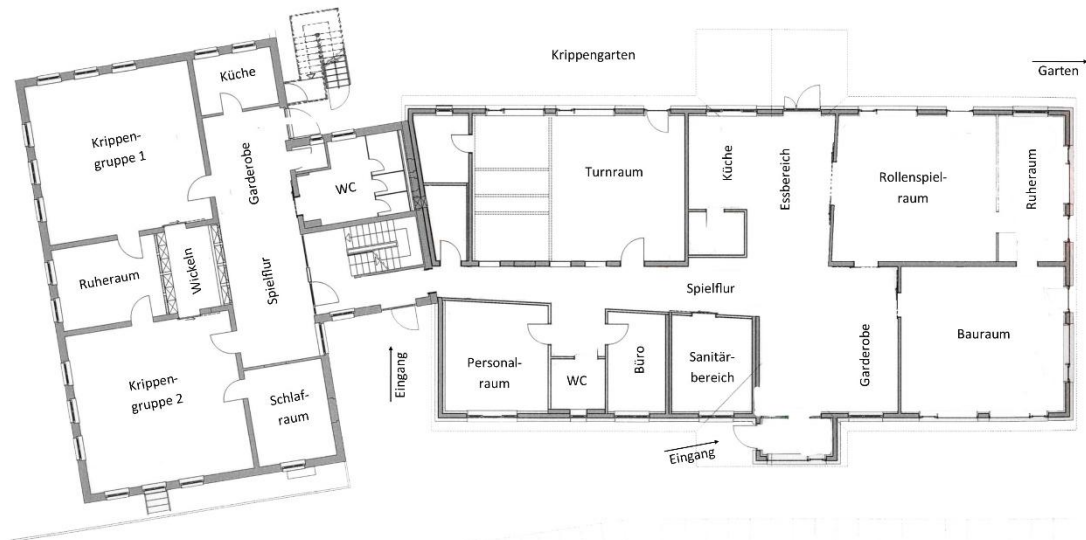 Krippengarten
Garten
Küche
Krippen-
gruppe 1
Garderobe
WC
Turnraum
Küche
Essbereich
Rollenspiel-
raum
Ruheraum
Ruheraum
Wickeln
Spielflur
Spielflur
Krippen-
gruppe 2
Schlaf-
raum
Eingang
Personal-
raum
WC
Büro
Sanitär-
bereich
Garderobe
Bauraum
Eingang